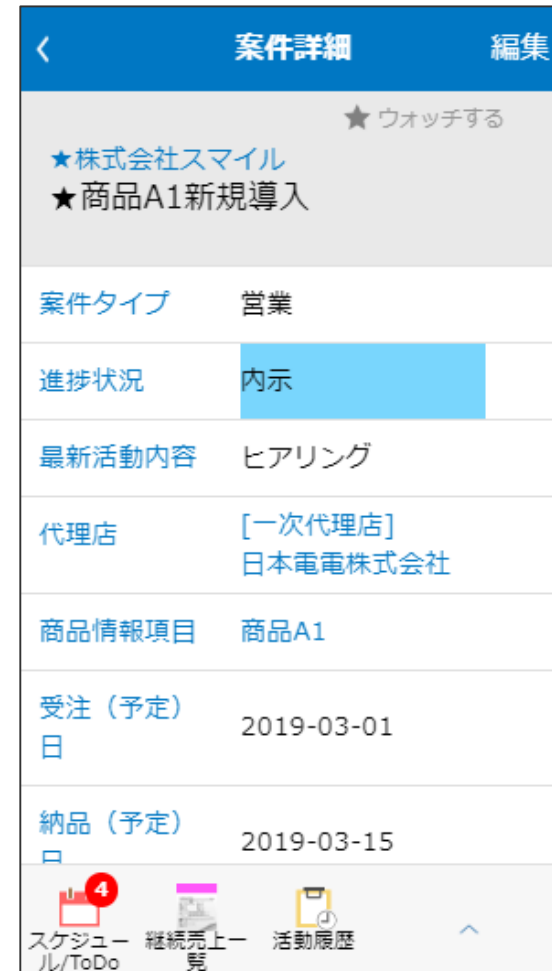 案件詳細
編集
★ ウォッチする
★株式会社スマイル
★商品A1新規導入
案件タイプ 営業
進捗状況 内示
最新活動内容 ヒアリング
代理店 [一次代理店]
日本電電株式会社
商品情報項目 商品A1
受注（予定）
日
2019-03-01
納品（予定）
日
2019-03-15
4
スケジュー
ル/ToDo
継続売上一
覧
活動履歴